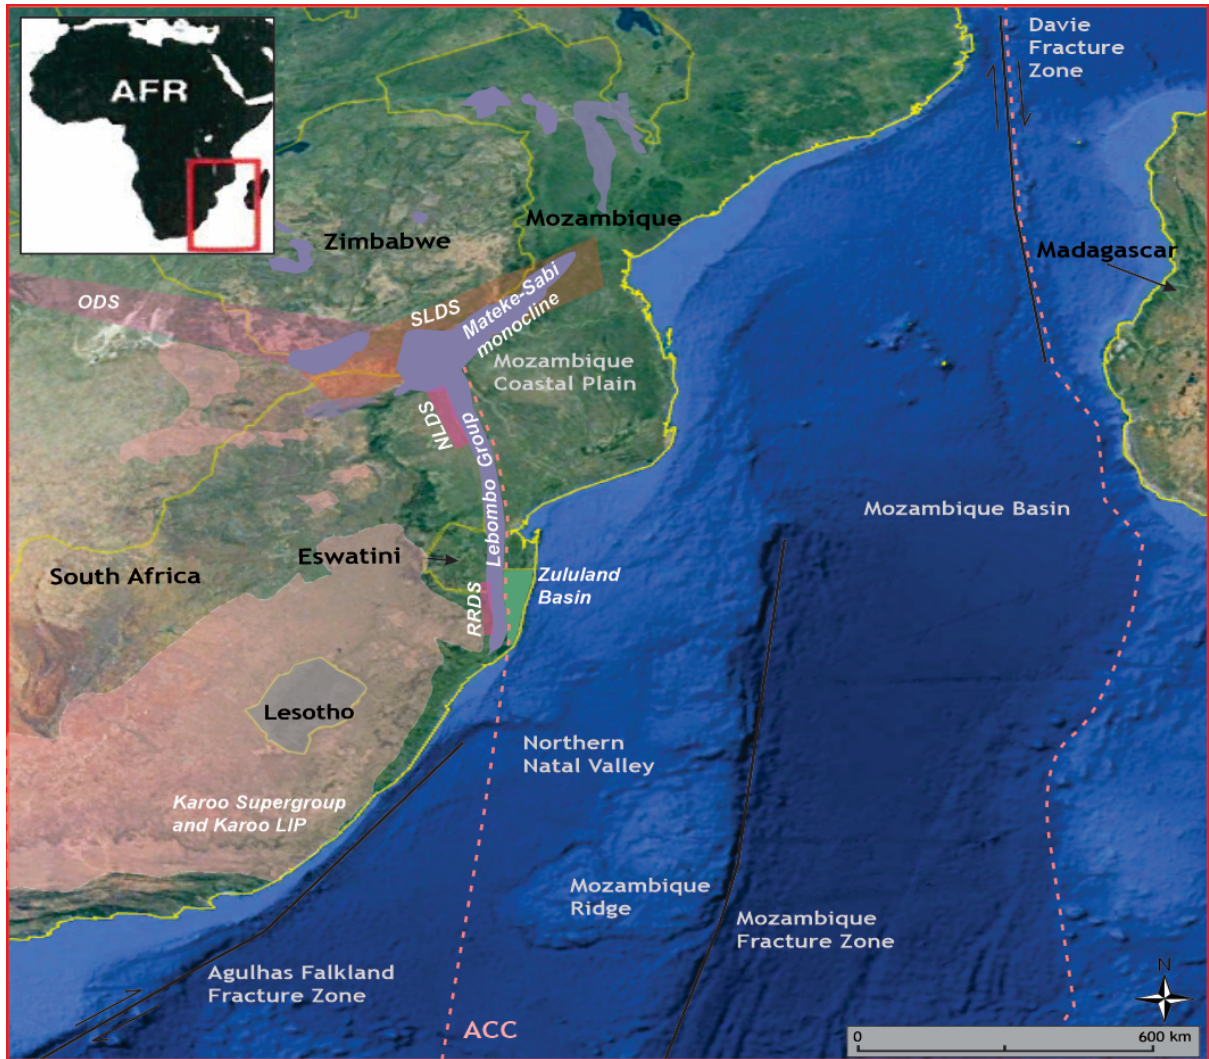 AFR
Davie
Fracture
Zone
Mozambique
Zimbabwe
Madagascar
ODS
SLDS
Mateke-Sabi
monocline
Mozambique
Coastal Plain
NLDS
Lebombo Group
Mozambique Basin
Eswatini
South Africa
Zululand
Basin
RRDS
Lesotho
Northern
Natal Valley
Karoo Supergroup
and Karoo LIP
Mozambique
Ridge
Mozambique
Fracture Zone
Agulhas Falkland
Fracture Zone
N
ACC
0
600 km